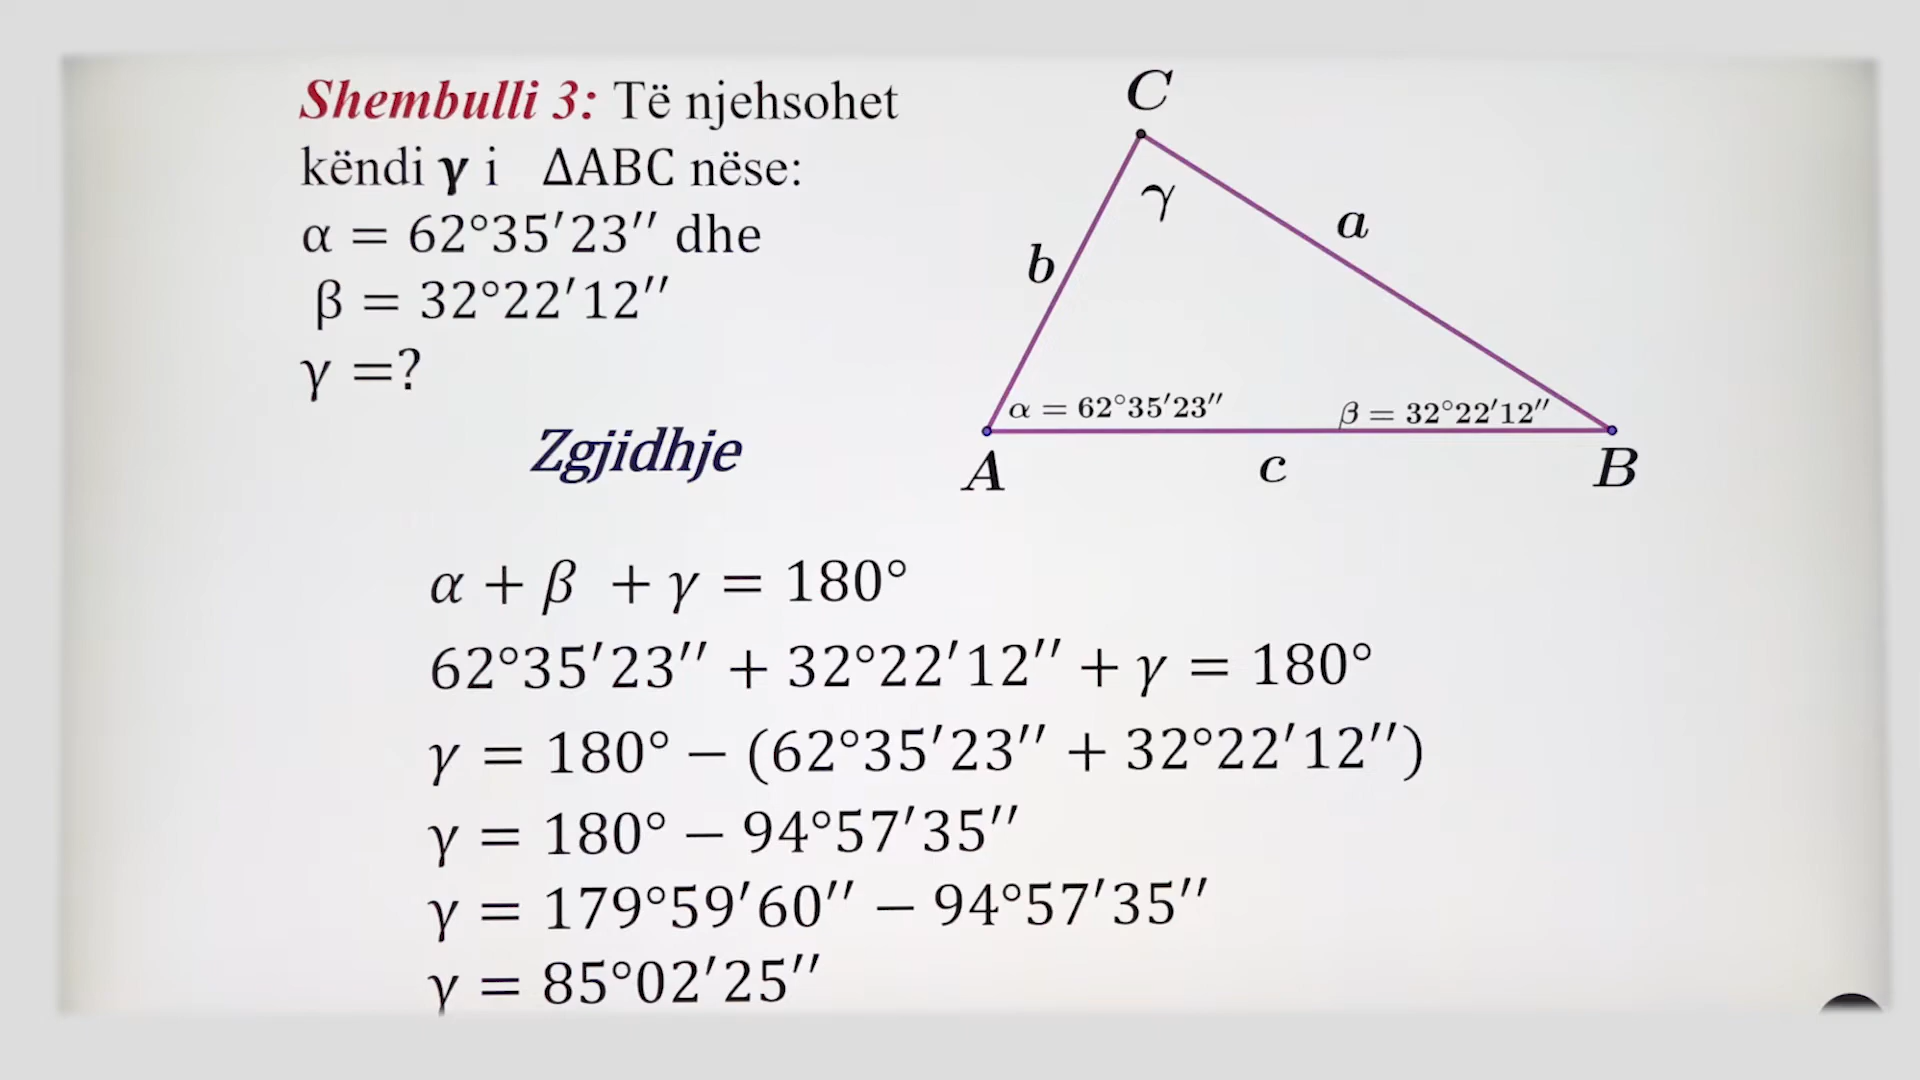 Shembulli 3: Të njehsohet
këndi γ i ΔABC nëse:
α = 62°35′23′′ dhe
β = 32°22′12′′
γ =?
Zgjidhje
C
γ
a
b
α = 62°35′23′′
β = 32°22′12′′
A
c
B
α + β + γ = 180°
62°35′23′′ + 32°22′12′′ + γ = 180°
γ = 180° − (62°35′23′′ + 32°22′12′′)
γ = 180° − 94°57′35′′
γ = 179°59′60′′ − 94°57′35′′
γ = 85°02′25′′